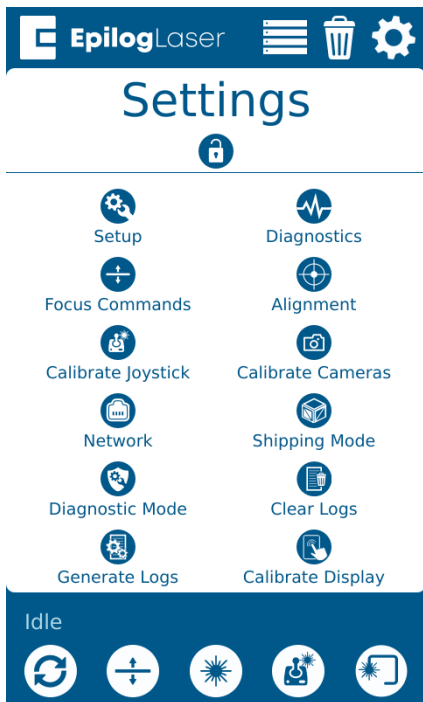 EpilogLaser
Settings
Setup
Diagnostics
Focus Commands
Alignment
Calibrate Joystick
Calibrate Cameras
Network
Shipping Mode
Diagnostic Mode
Clear Logs
Generate Logs
Calibrate Display
Idle